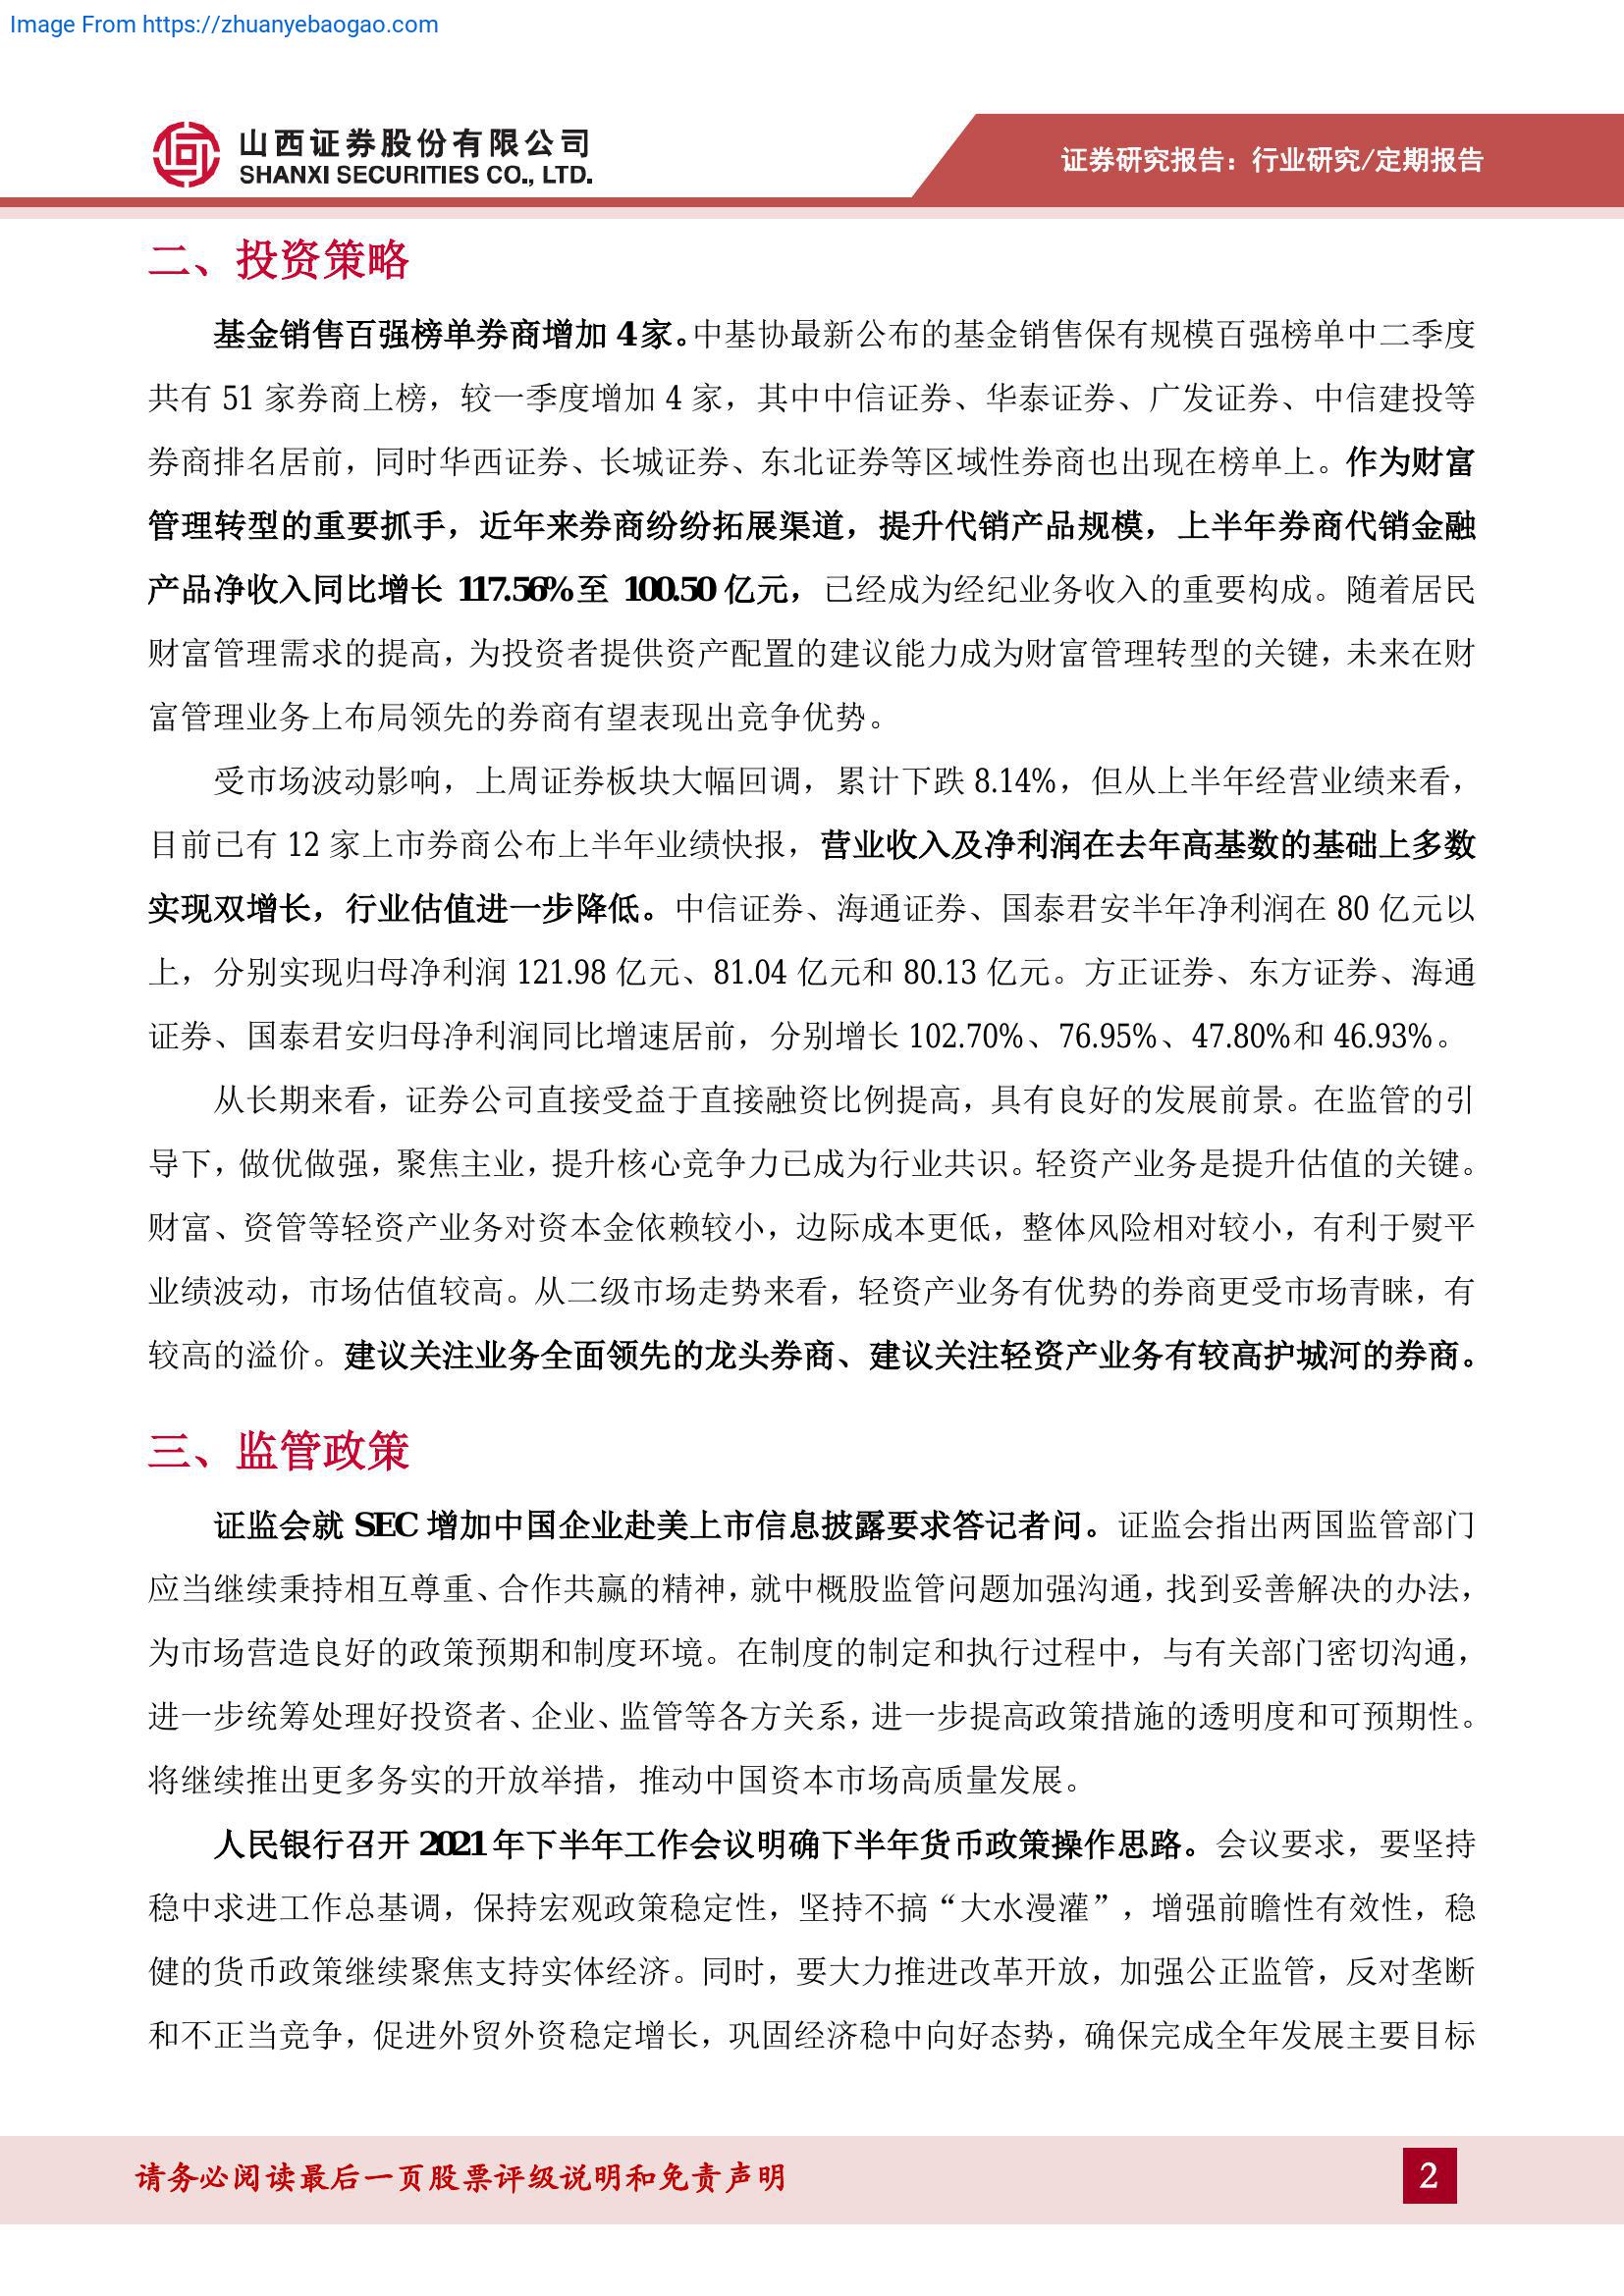 Image From https://zhuanyebaogao.com
山西证券股份有限公司
SHANXI SECURITIES CO., LTD.
证券研究报告：行业研究/定期报告
二、投资策略
基金销售百强榜单券商增加 4 家。中基协最新公布的基金销售保有规模百强榜单中二季度
共有 51 家券商上榜，较一季度增加 4 家，其中中信证券、华泰证券、广发证券、中信建投等
券商排名居前，同时华西证券、长城证券、东北证券等区域性券商也出现在榜单上。作为财富
管理转型的重要抓手，近年来券商纷纷拓展渠道，提升代销产品规模，上半年券商代销金融
产品净收入同比增长 117.56%至 100.50 亿元，已经成为经纪业务收入的重要构成。随着居民
财富管理需求的提高，为投资者提供资产配置的建议能力成为财富管理转型的关键，未来在财
富管理业务上布局领先的券商有望表现出竞争优势。
受市场波动影响，上周证券板块大幅回调，累计下跌 8.14%，但从上半年经营业绩来看，
目前已有 12 家上市券商公布上半年业绩快报，营业收入及净利润在去年高基数的基础上多数
实现双增长，行业估值进一步降低。中信证券、海通证券、国泰君安半年净利润在 80 亿元以
上，分别实现归母净利润 121.98 亿元、81.04 亿元和 80.13 亿元。方正证券、东方证券、海通
证券、国泰君安归母净利润同比增速居前，分别增长 102.70%、76.95%、47.80%和 46.93%。
从长期来看，证券公司直接受益于直接融资比例提高，具有良好的发展前景。在监管的引
导下，做优做强，聚焦主业，提升核心竞争力已成为行业共识。轻资产业务是提升估值的关键。
财富、资管等轻资产业务对资本金依赖较小，边际成本更低，整体风险相对较小，有利于熨平
业绩波动，市场估值较高。从二级市场走势来看，轻资产业务有优势的券商更受市场青睐，有
较高的溢价。建议关注业务全面领先的龙头券商、建议关注轻资产业务有较高护城河的券商。
三、监管政策
证监会就 SEC 增加中国企业赴美上市信息披露要求答记者问。证监会指出两国监管部门
应当继续秉持相互尊重、合作共赢的精神，就中概股监管问题加强沟通，找到妥善解决的办法，
为市场营造良好的政策预期和制度环境。在制度的制定和执行过程中，与有关部门密切沟通，
进一步统筹处理好投资者、企业、监管等各方关系，进一步提高政策措施的透明度和可预期性。
将继续推出更多务实的开放举措，推动中国资本市场高质量发展。
人民银行召开 2021 年下半年工作会议明确下半年货币政策操作思路。会议要求，要坚持
稳中求进工作总基调，保持宏观政策稳定性，坚持不搞“大水漫灌”，增强前瞻性有效性，稳
健的货币政策继续聚焦支持实体经济。同时，要大力推进改革开放，加强公正监管，反对垄断
和不正当竞争，促进外贸外资稳定增长，巩固经济稳中向好态势，确保完成全年发展主要目标
请务必阅读最后一页股票评级说明和免责声明
2